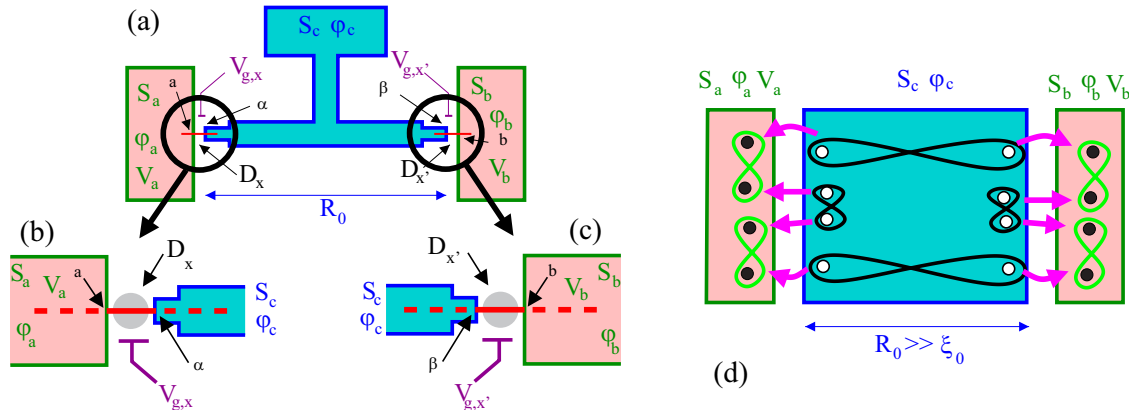 (a)
S_c φ_c
V_g,x
V_g,x'
S_a
a
α
β
S_b
φ_a
φ_b
b
V_a
D_x
D_x'
V_b
R_0
(b)
D_x
S_a
V_a
a
S_c
φ_c
φ_a
α
V_g,x
(c)
D_x'
b
S_b
S_c
V_b
φ_c
β
φ_b
V_g,x'
S_a φ_a V_a
S_c φ_c
S_b φ_b V_b
R_0 >> ξ_0
(d)